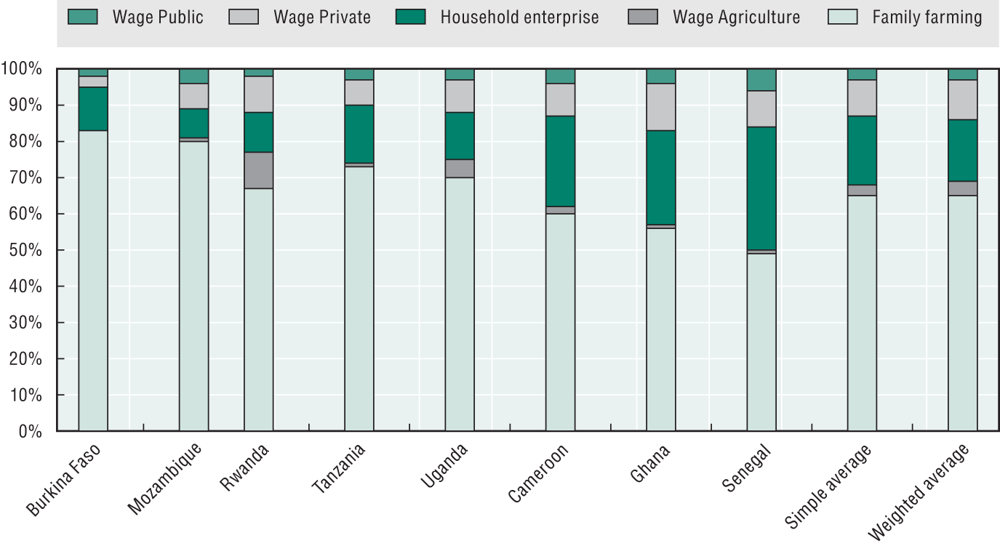 Wage Public Wage Private Household enterprise Wage Agriculture Family farming
100%
90%
80%
70%
60%
50%
40%
30%
20%
10%
0%
Burkina Faso
Mozambique
Rwanda
Tanzania
Uganda
Cameroon
Ghana
Senegal
Simple average
Weighted average